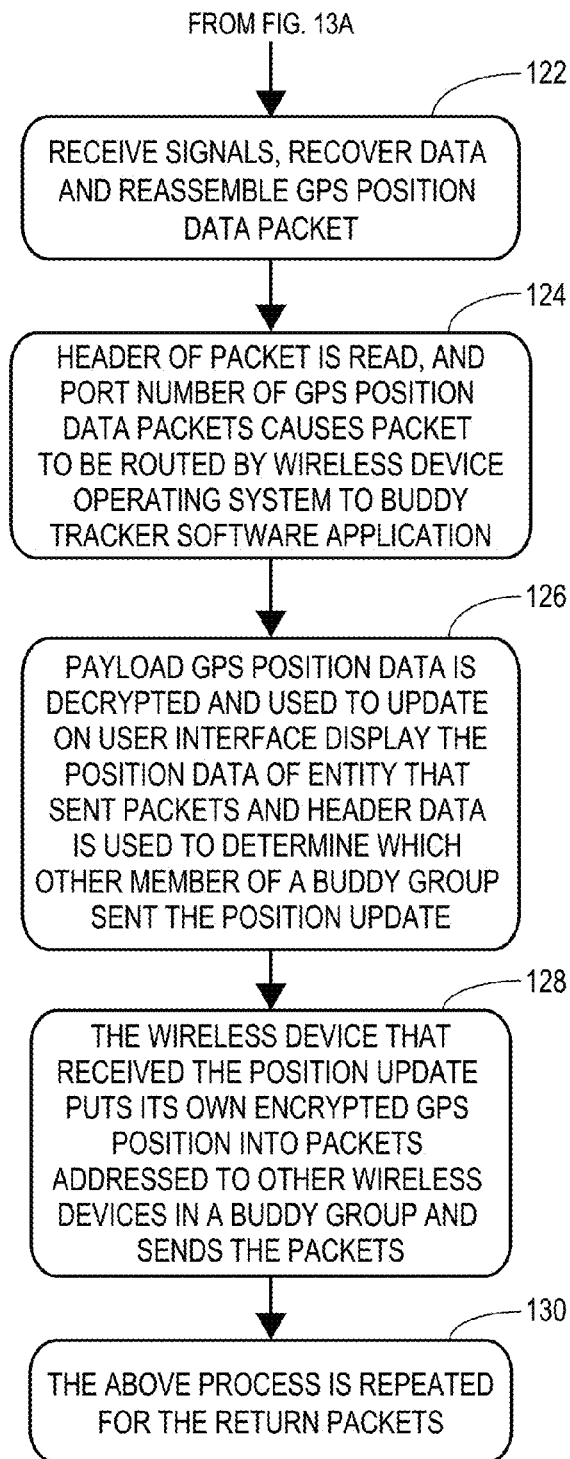 FROM FIG. 13A
122
RECEIVE SIGNALS, RECOVER DATA
AND REASSEMBLE GPS POSITION
DATA PACKET
124
HEADER OF PACKET IS READ, AND
PORT NUMBER OF GPS POSITION
DATA PACKETS CAUSES PACKET
TO BE ROUTED BY WIRELESS DEVICE
OPERATING SYSTEM TO BUDDY
TRACKER SOFTWARE APPLICATION
126
PAYLOAD GPS POSITION DATA IS
DECRYPTED AND USED TO UPDATE
ON USER INTERFACE DISPLAY THE
POSITION DATA OF ENTITY THAT
SENT PACKETS AND HEADER DATA
IS USED TO DETERMINE WHICH
OTHER MEMBER OF A BUDDY GROUP
SENT THE POSITION UPDATE
128
THE WIRELESS DEVICE THAT
RECEIVED THE POSITION UPDATE
PUTS ITS OWN ENCRYPTED GPS
POSITION INTO PACKETS
ADDRESSED TO OTHER WIRELESS
DEVICES IN A BUDDY GROUP AND
SENDS THE PACKETS
130
THE ABOVE PROCESS IS REPEATED
FOR THE RETURN PACKETS